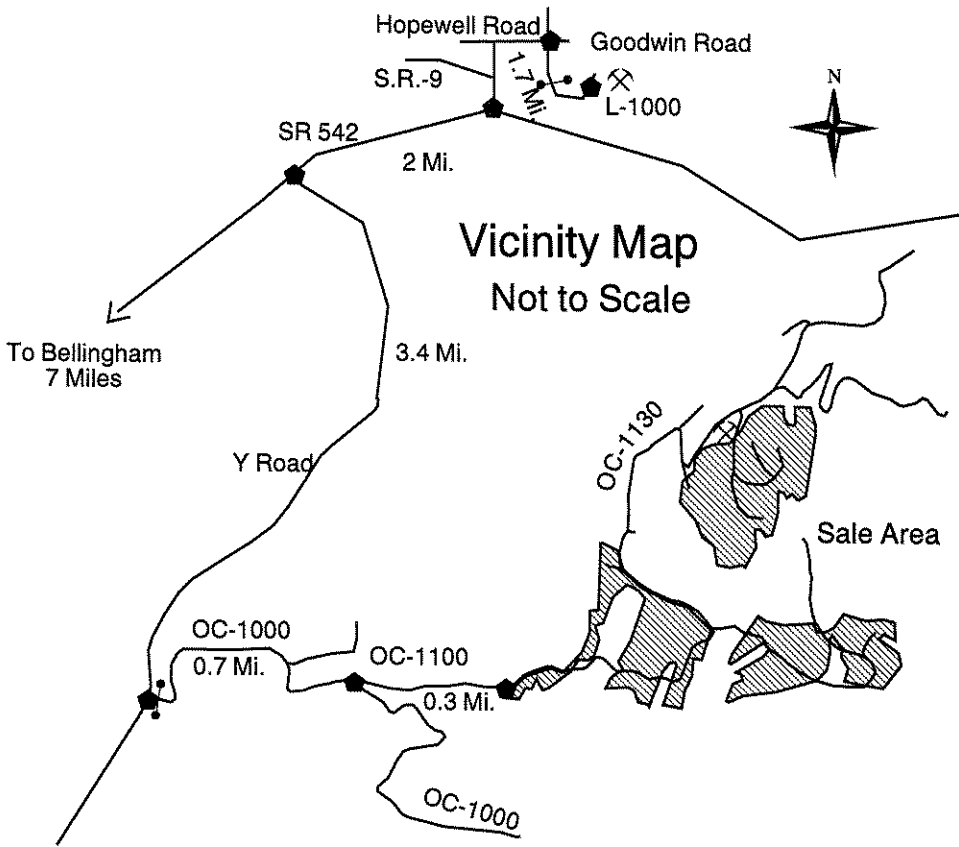 Hopewell Road
Goodwin Road
S.R.-9
1.7 Mi.
L-1000
N
SR 542
2 Mi.
Vicinity Map
Not to Scale
To Bellingham
7 Miles
3.4 Mi.
OC-1130
Y Road
Sale Area
OC-1000
0.7 Mi.
OC-1100
0.3 Mi.
OC-1000